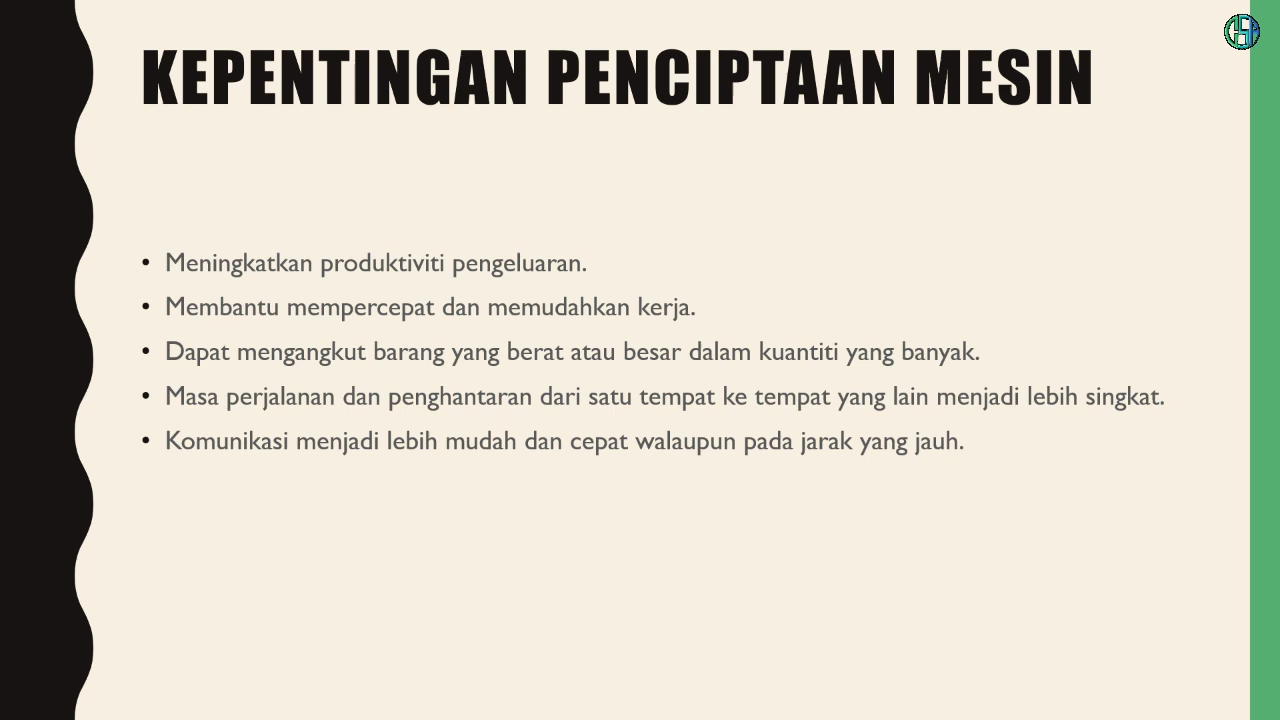 KEPENTINGAN PENCIPTAAN MESIN
• Meningkatkan produktiviti pengeluaran.
• Membantu mempercepat dan memudahkan kerja.
• Dapat mengangkut barang yang berat atau besar dalam kuantiti yang banyak.
• Masa perjalanan dan penghantaran dari satu tempat ke tempat yang lain menjadi lebih singkat.
• Komunikasi menjadi lebih mudah dan cepat walaupun pada jarak yang jauh.